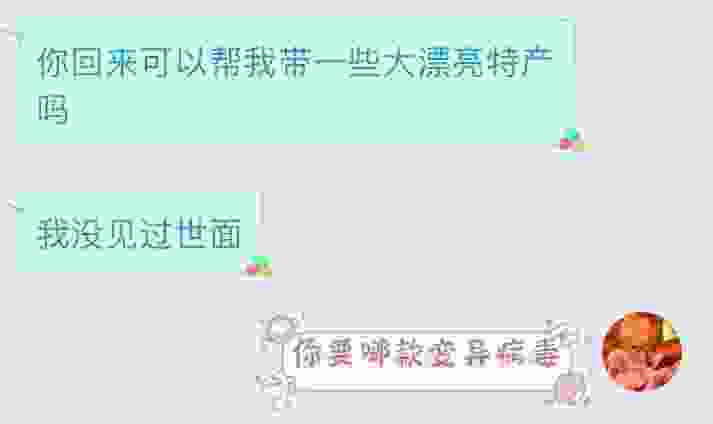 你回来可以帮我带一些大漂亮特产
吗
我没见过世面
你要哪款变异病毒